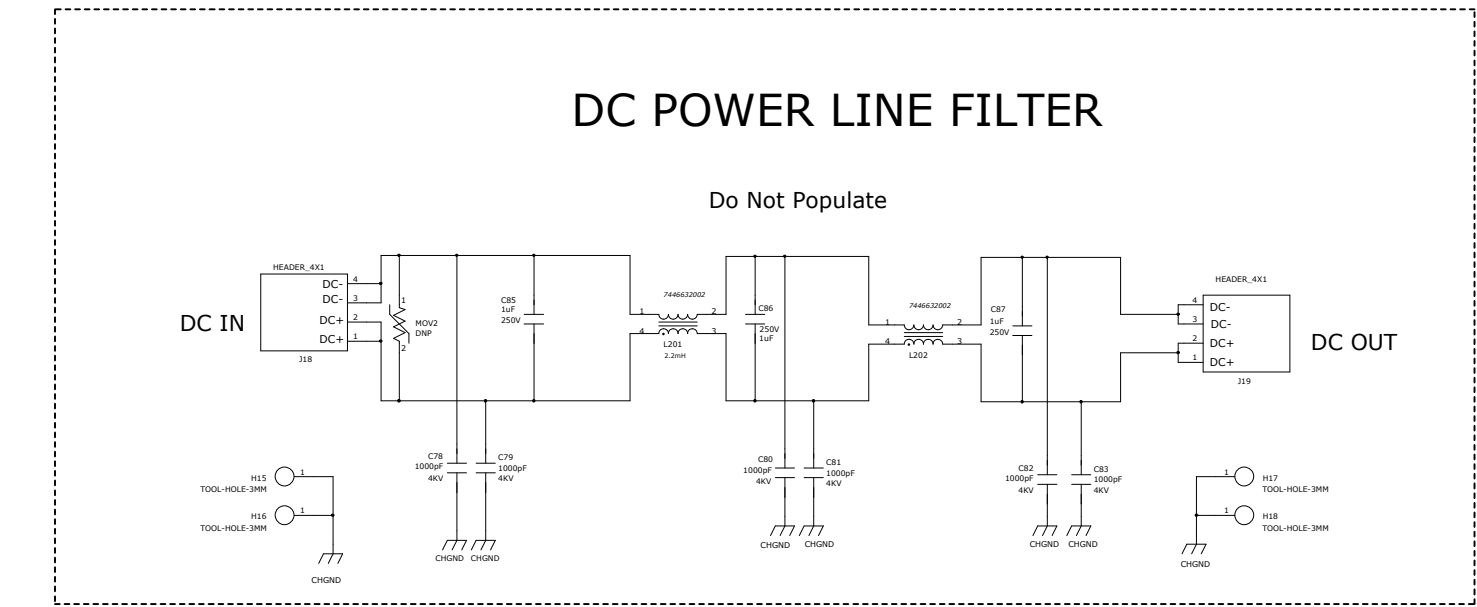 DC POWER LINE FILTER
Do Not Populate
DC IN
HEADER_4X1
DC- 4
DC- 3
DC+ 2
DC+ 1
J18
1
MOV2
DNP
2
C85
1uF
250V
7446632002
1 2
4 3
L201
2.2mH
C86
250V
1uF
7446632002
1 2
4 3
L202
C87
1uF
250V
HEADER_4X1
4 DC-
3 DC-
2 DC+
1 DC+
J19
DC OUT
C78
1000pF
4KV
C79
1000pF
4KV
CHGND CHGND
C80
1000pF
4KV
C81
1000pF
4KV
CHGND CHGND
C82
1000pF
4KV
C83
1000pF
4KV
CHGND CHGND
H15 1
TOOL-HOLE-3MM
H16 1
TOOL-HOLE-3MM
CHGND
1 H17
TOOL-HOLE-3MM
1 H18
TOOL-HOLE-3MM
CHGND